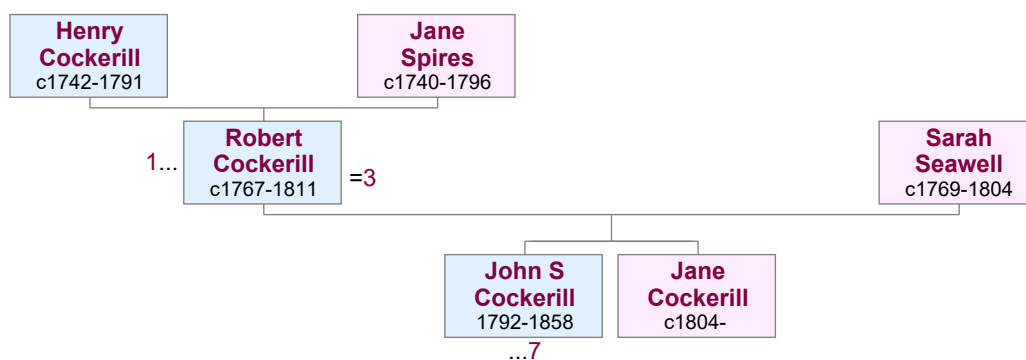 Henry
Cockerill
c1742-1791
Jane
Spires
c1740-1796
1...
Robert
Cockerill
c1767-1811
=3
Sarah
Seawell
c1769-1804
John S
Cockerill
1792-1858
Jane
Cockerill
c1804-
...7